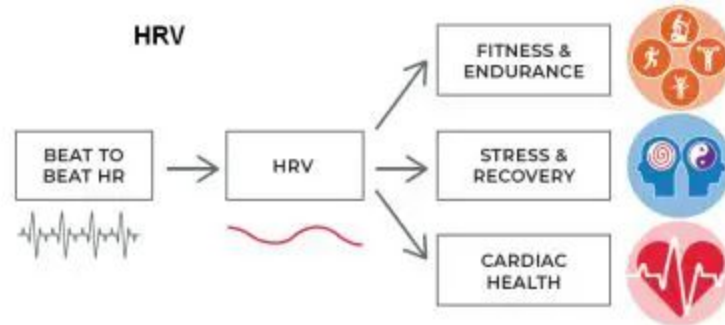 HRV
BEAT TO
BEAT HR
HRV
FITNESS &
ENDURANCE
STRESS &
RECOVERY
CARDIAC
HEALTH